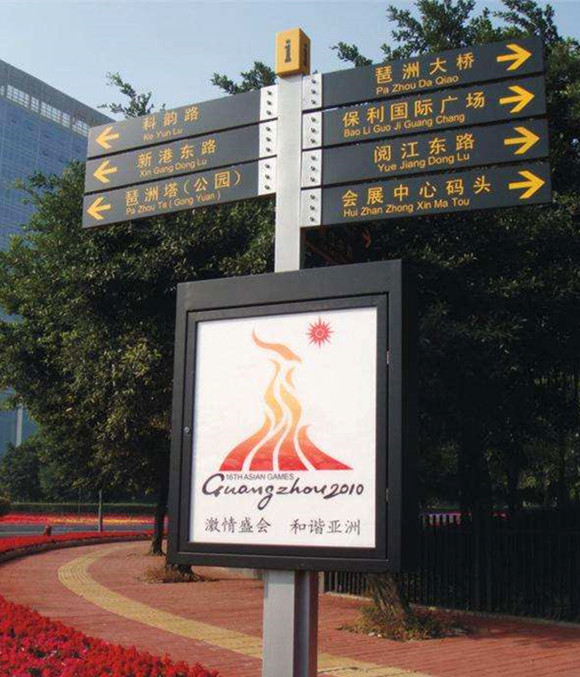 i
科韵路
Ke Yun Lu
新港东路
Xin Gang Dong Lu
琶洲塔(公园)
Pa Zhou Ta (Gong Yuan)
琶洲大桥
Pa Zhou Da Qiao
保利国际广场
Bao Li Guo Ji Guang Chang
阅江东路
Yue Jiang Dong Lu
会展中心码头
Hui Zhan Zhong Xin Ma Tou
16TH ASIAN GAMES
Guangzhou 2010
激情盛会 和谐亚洲